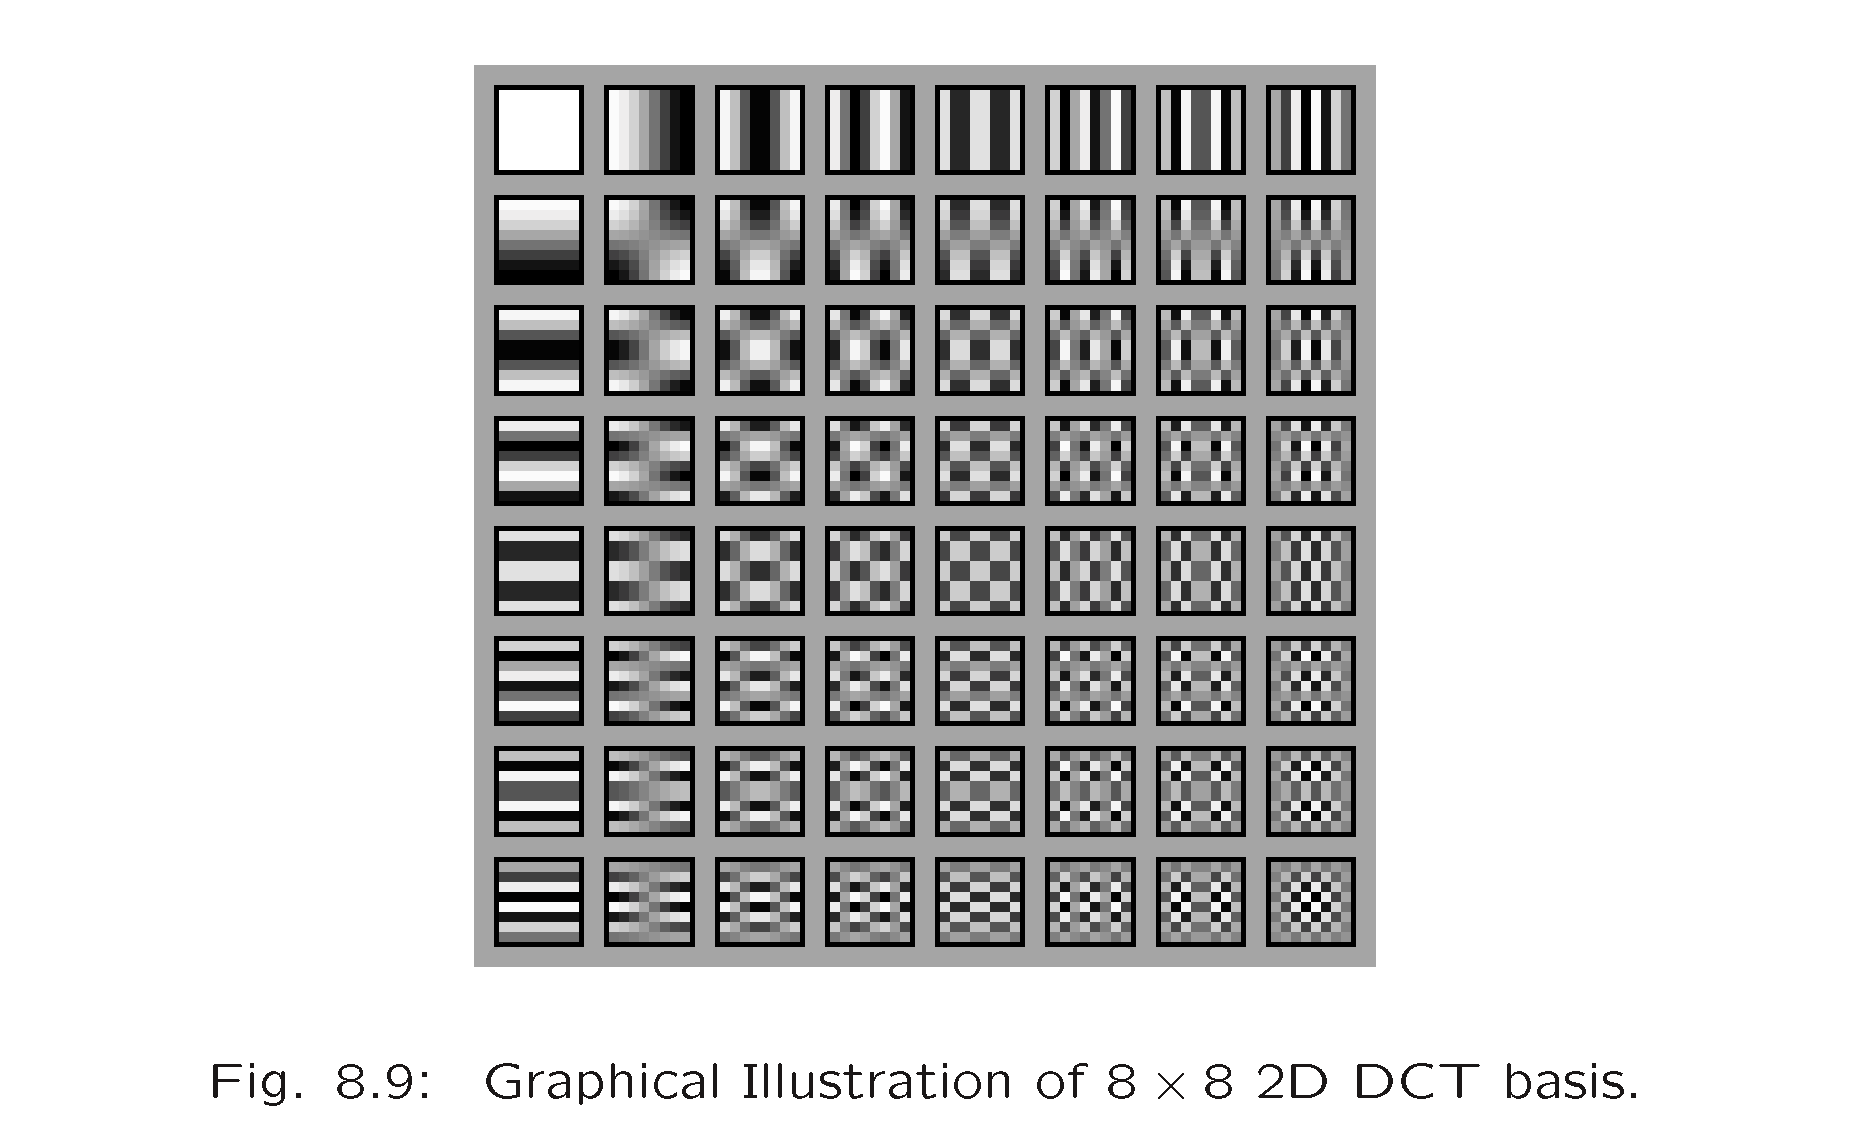 Fig. 8.9: Graphical Illustration of 8 × 8 2D DCT basis.